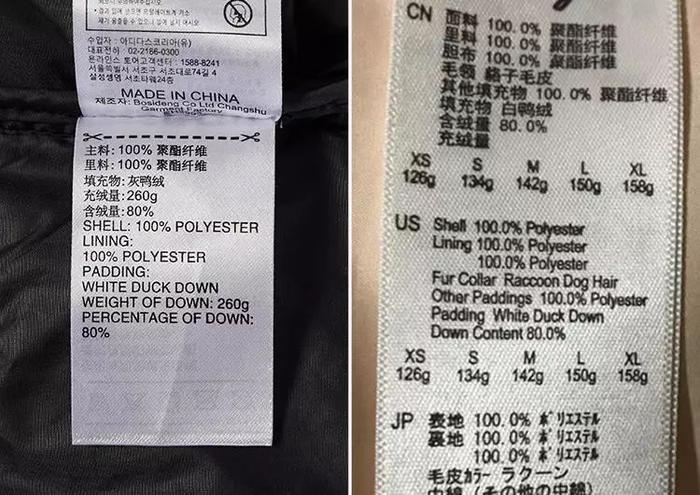 수입자 : 아디다스코리아(유)
대표전화 : 02-2186-0300
온라인스 토어고객센터 : 1588-8241
서울특별시 서초구 서초대로74길 4
삼성생명 서초타워24층
MADE IN CHINA
제조자: Bosideng Co Ltd Changshu
Garment Factory
主料: 100% 聚酯纤维
里料: 100% 聚酯纤维
填充物: 灰鸭绒
充绒量: 260g
含绒量: 80%
SHELL: 100% POLYESTER
LINING:
100% POLYESTER
PADDING:
WHITE DUCK DOWN
WEIGHT OF DOWN: 260g
PERCENTAGE OF DOWN:
80%
CN 面料 100. 0% 聚酯纤维
里料 100. 0% 聚酯纤维
胆布 100. 0% 聚酯纤维
毛领 貉子毛皮
其他填充物 100. 0% 聚酯纤维
填充物 白鸭绒
含绒量 80. 0%
充绒量
XS S M L XL
126g 134g 142g 150g 158g
US Shell 100.0% Polyester
Lining 100.0% Polyester
100.0% Polyester
Fur Collar Raccoon Dog Hair
Other Paddings 100.0% Polyester
Padding White Duck Down
Down Content 80.0%
XS S M L XL
126g 134g 142g 150g 158g
JP 表地 100. 0% ポリエステル
裏地 100. 0% ポリエステル
100. 0% ポリエステル
毛皮カラー ラクーン
中綿 (その他の中綿)